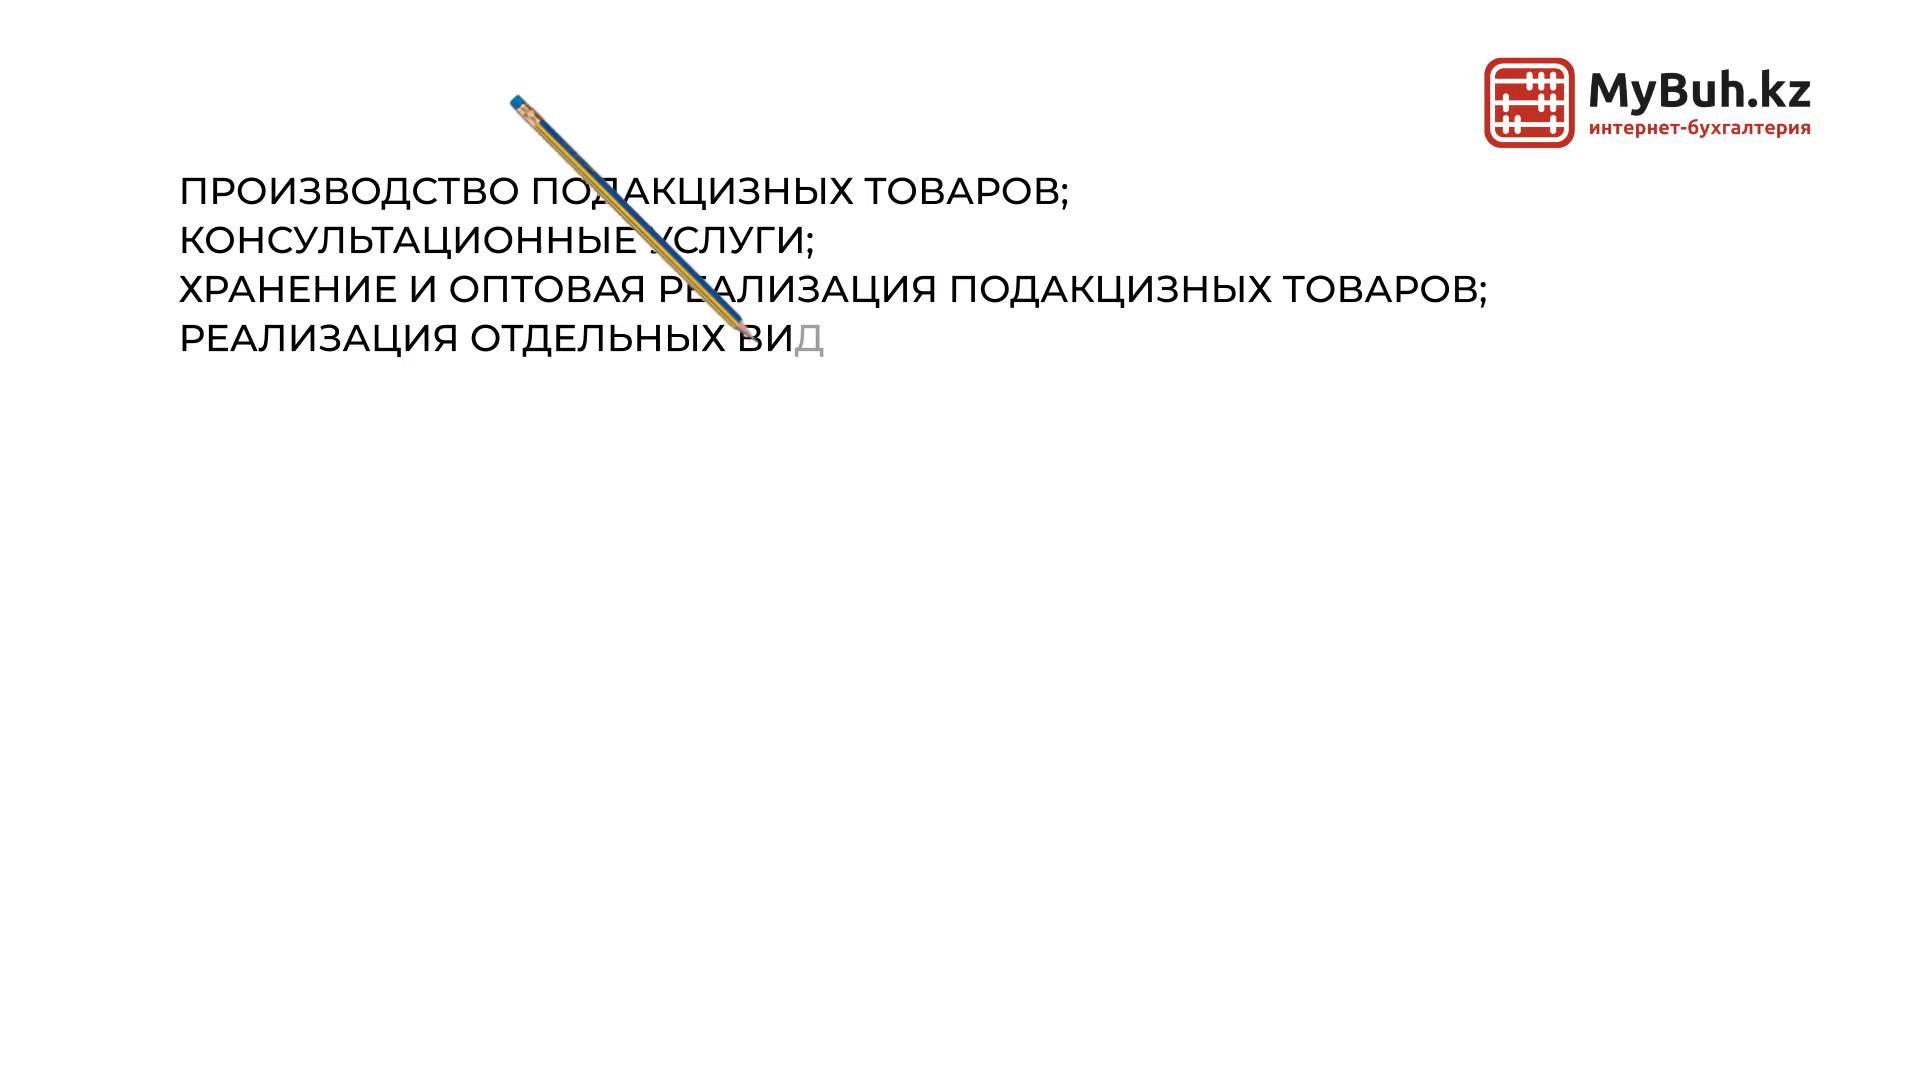 MyBuh.kz
интернет-бухгалтерия
ПРОИЗВОДСТВО ПОДАКЦИЗНЫХ ТОВАРОВ;
КОНСУЛЬТАЦИОННЫЕ УСЛУГИ;
ХРАНЕНИЕ И ОПТОВАЯ РЕАЛИЗАЦИЯ ПОДАКЦИЗНЫХ ТОВАРОВ;
РЕАЛИЗАЦИЯ ОТДЕЛЬНЫХ ВИД